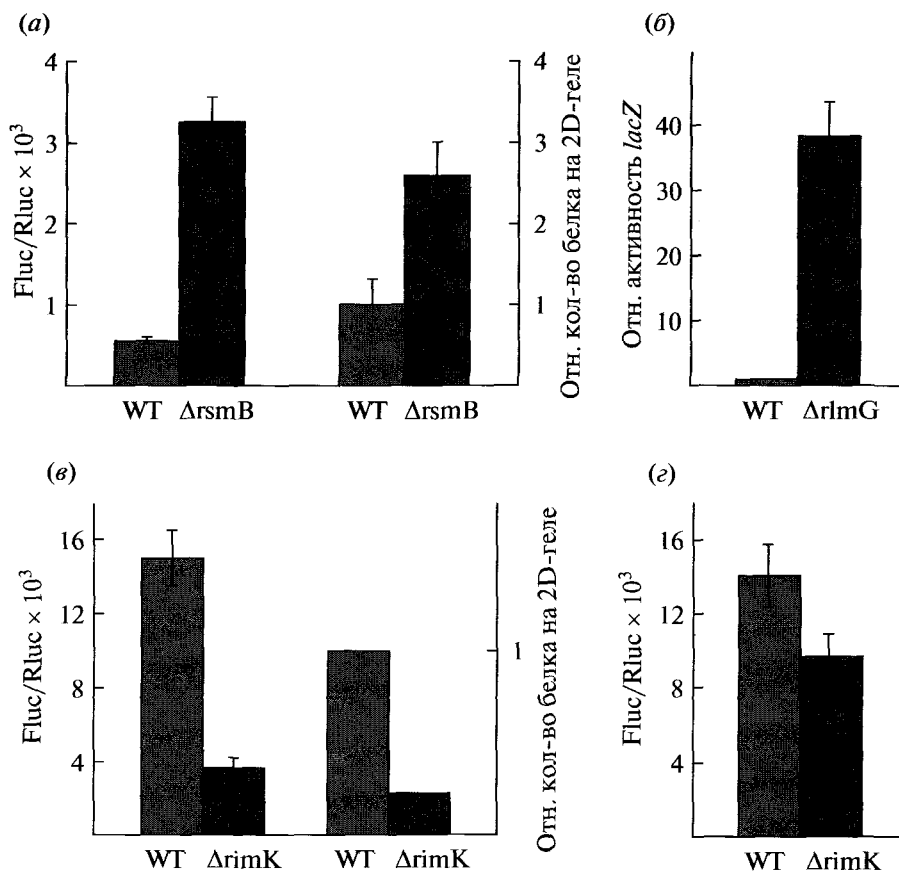 (а)
4
3
2
1
Fluc/Rluc × 10³
WT ΔrsmB WT ΔrsmB
4
3
2
1
Отн. кол-во белка на 2D-геле
(б)
40
30
20
10
Отн. активность lacZ
WT ΔrlmG
(в)
16
12
8
4
Fluc/Rluc × 10³
WT ΔrimK WT ΔrimK
1
Отн. кол-во белка на 2D-геле
(г)
16
12
8
4
Fluc/Rluc × 10³
WT ΔrimK